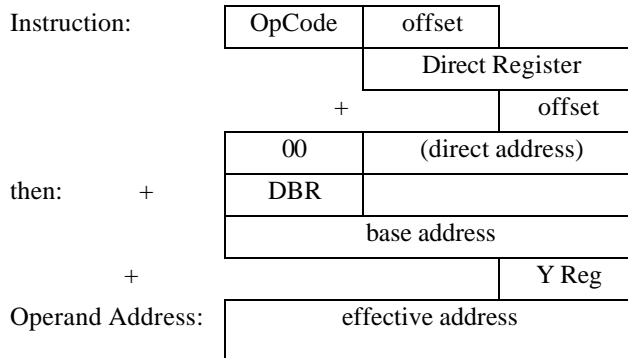 Instruction: OpCode offset
Direct Register
+ offset
00 (direct address)
then: + DBR
base address
+ Y Reg
Operand Address: effective address